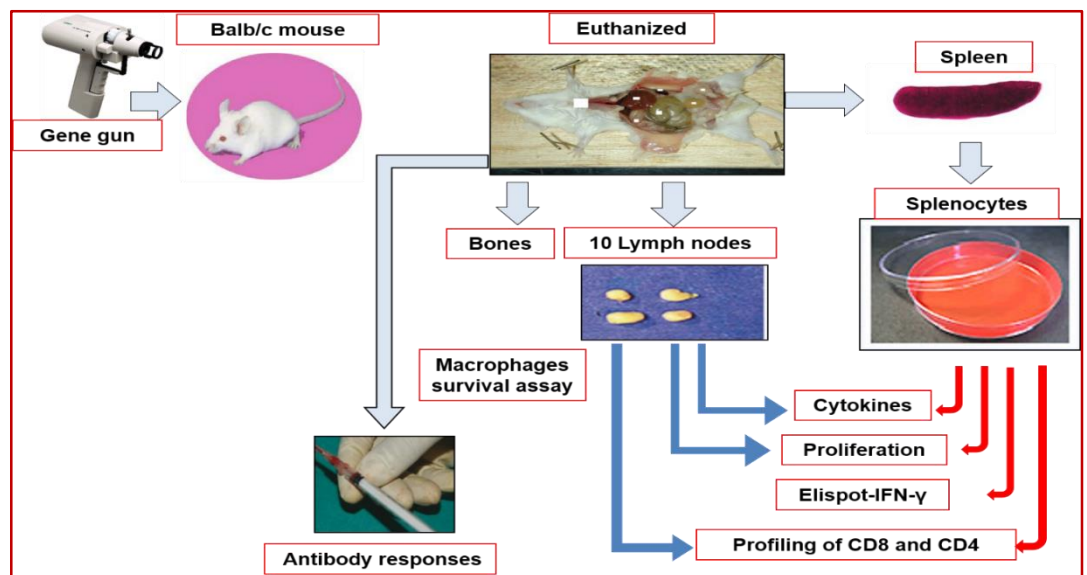 Gene gun
Balb/c mouse
Euthanized
Spleen
Splenocytes
Bones
10 Lymph nodes
Macrophages
survival assay
Cytokines
Proliferation
Elispot-IFN-γ
Profiling of CD8 and CD4
Antibody responses